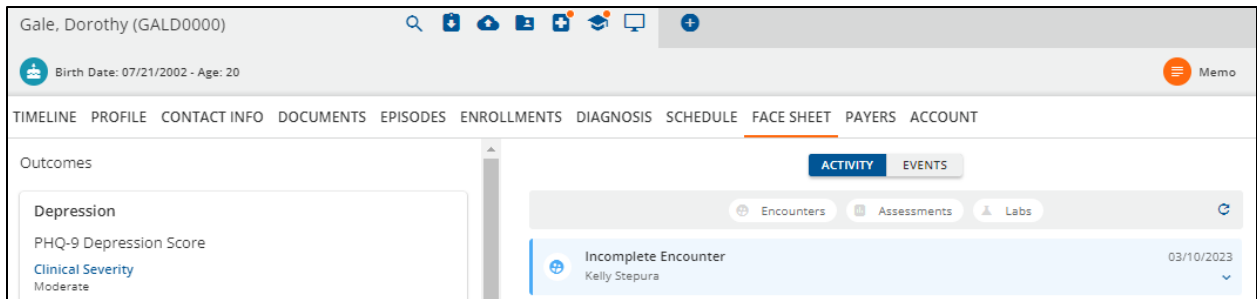 Gale, Dorothy (GALD0000)
Birth Date: 07/21/2002 - Age: 20
Memo
TIMELINE PROFILE CONTACT INFO DOCUMENTS EPISODES ENROLLMENTS DIAGNOSIS SCHEDULE FACE SHEET PAYERS ACCOUNT
Outcomes
Depression
PHQ-9 Depression Score
Clinical Severity
Moderate
ACTIVITY EVENTS
Encounters Assessments Labs
Incomplete Encounter 03/10/2023
Kelly Stepura